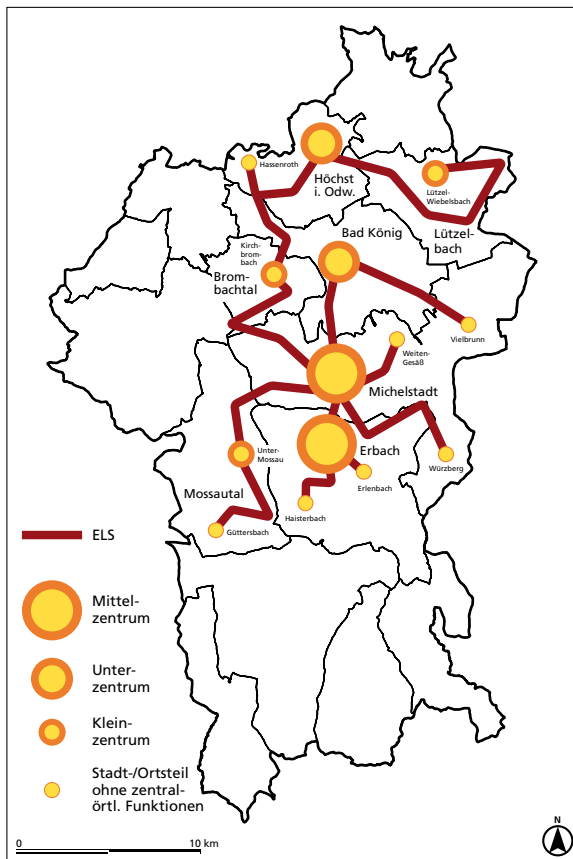 Hassenroth
Höchst
i. Odw.
Lützel-
Wiebelsbach
Lützel-
bach
Bad König
Kirch-
brom-
bach
Brom-
bachtal
Vielbrunn
Weiten-
Gesäß
Michelstadt
Erbach
Unter-
Mossau
Würzberg
Erlenbach
Mossautal
Haisterbach
Güttersbach
ELS
Mittel-
zentrum
Unter-
zentrum
Klein-
zentrum
Stadt-/Ortsteil
ohne zentral-
örtl. Funktionen
0
10 km
N